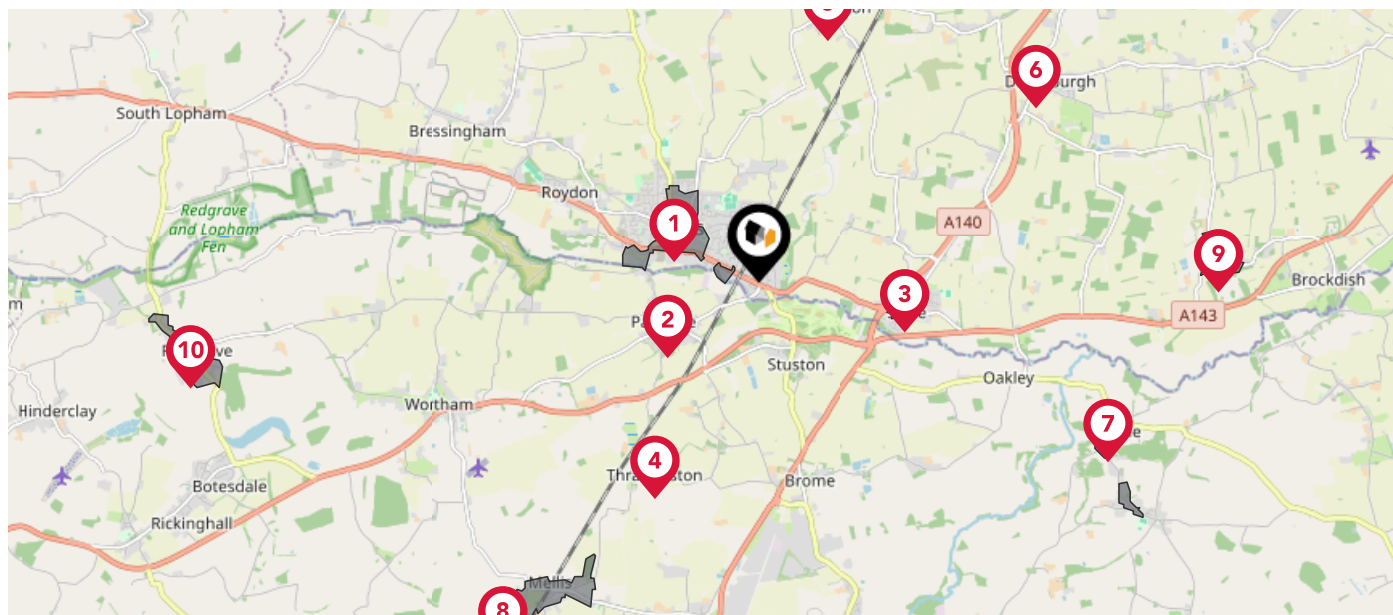 6
South Lopham
Bressingham
Roydon
Redgrave
and Lopham
Fen
1
A140
9
Brockdish
3
A143
2
10
Stuston
Oakley
Hinderclay
Wortham
7
4
Botesdale
Brome
Rickinghall
Mellis
8